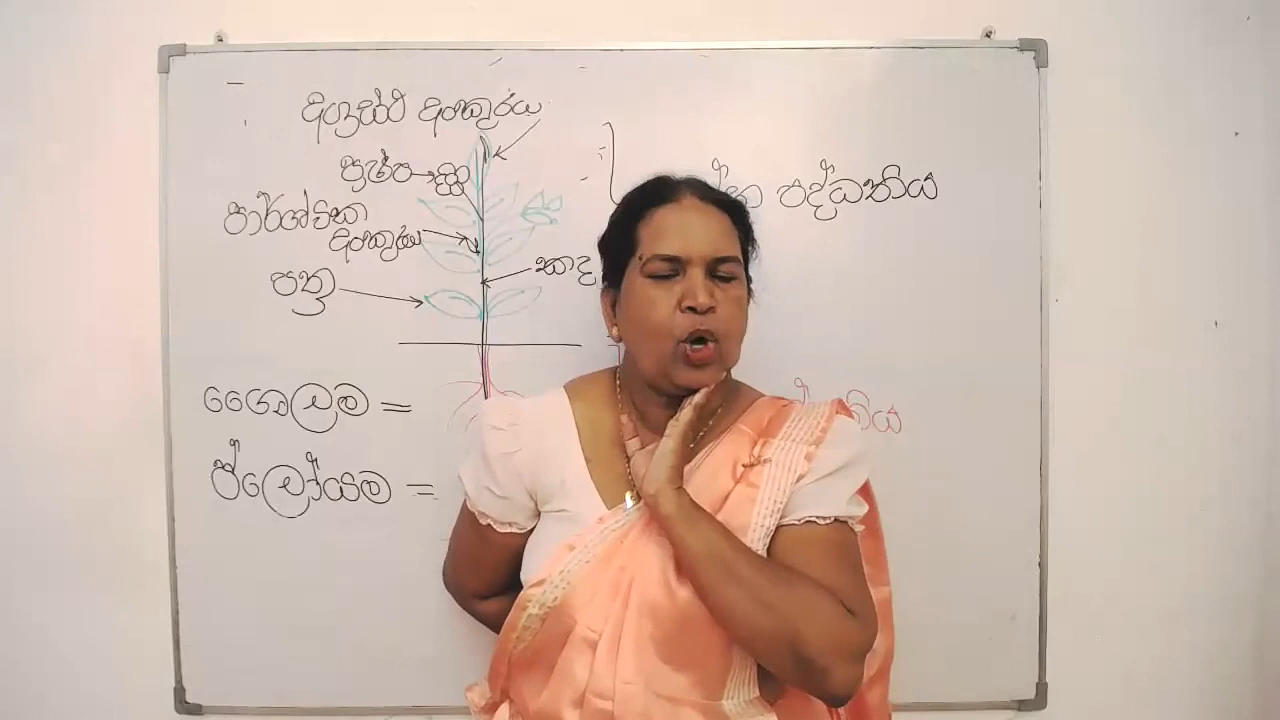 අග්‍රස්ථ අංකුරය
පුෂ්ප
පද්ධතිය
පාර්ශ්වික
අංකුරය
කඳ
පත්‍ර
ශෛලම =
ප්ලෝයම =